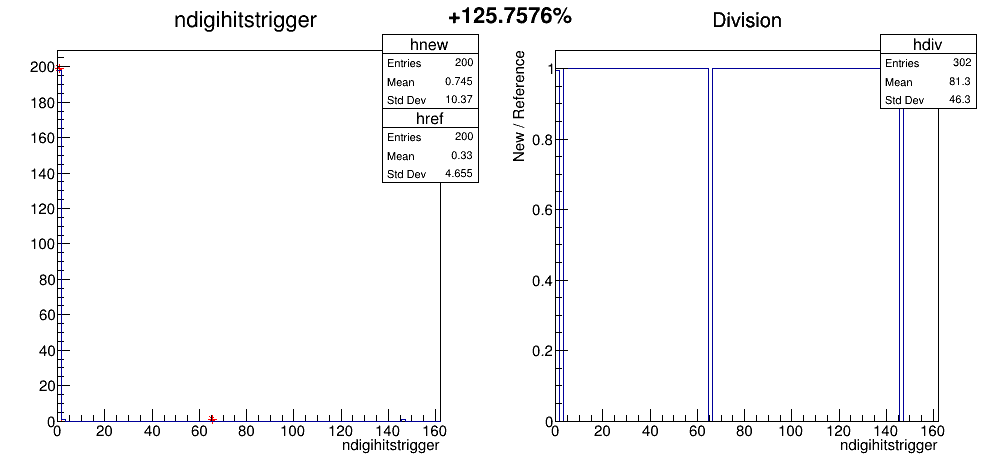 +125.7576%
ndigihitstrigger
hnew
Entries 200
Mean 0.745
Std Dev 10.37
href
Entries 200
Mean 0.33
Std Dev 4.655
200
180
160
140
120
100
80
60
40
20
0
0 20 40 60 80 100 120 140 160
ndigihitstrigger
Division
hdiv
Entries 302
Mean 81.3
Std Dev 46.3
New / Reference
1
0.8
0.6
0.4
0.2
0
0 20 40 60 80 100 120 140 160
ndigihitstrigger